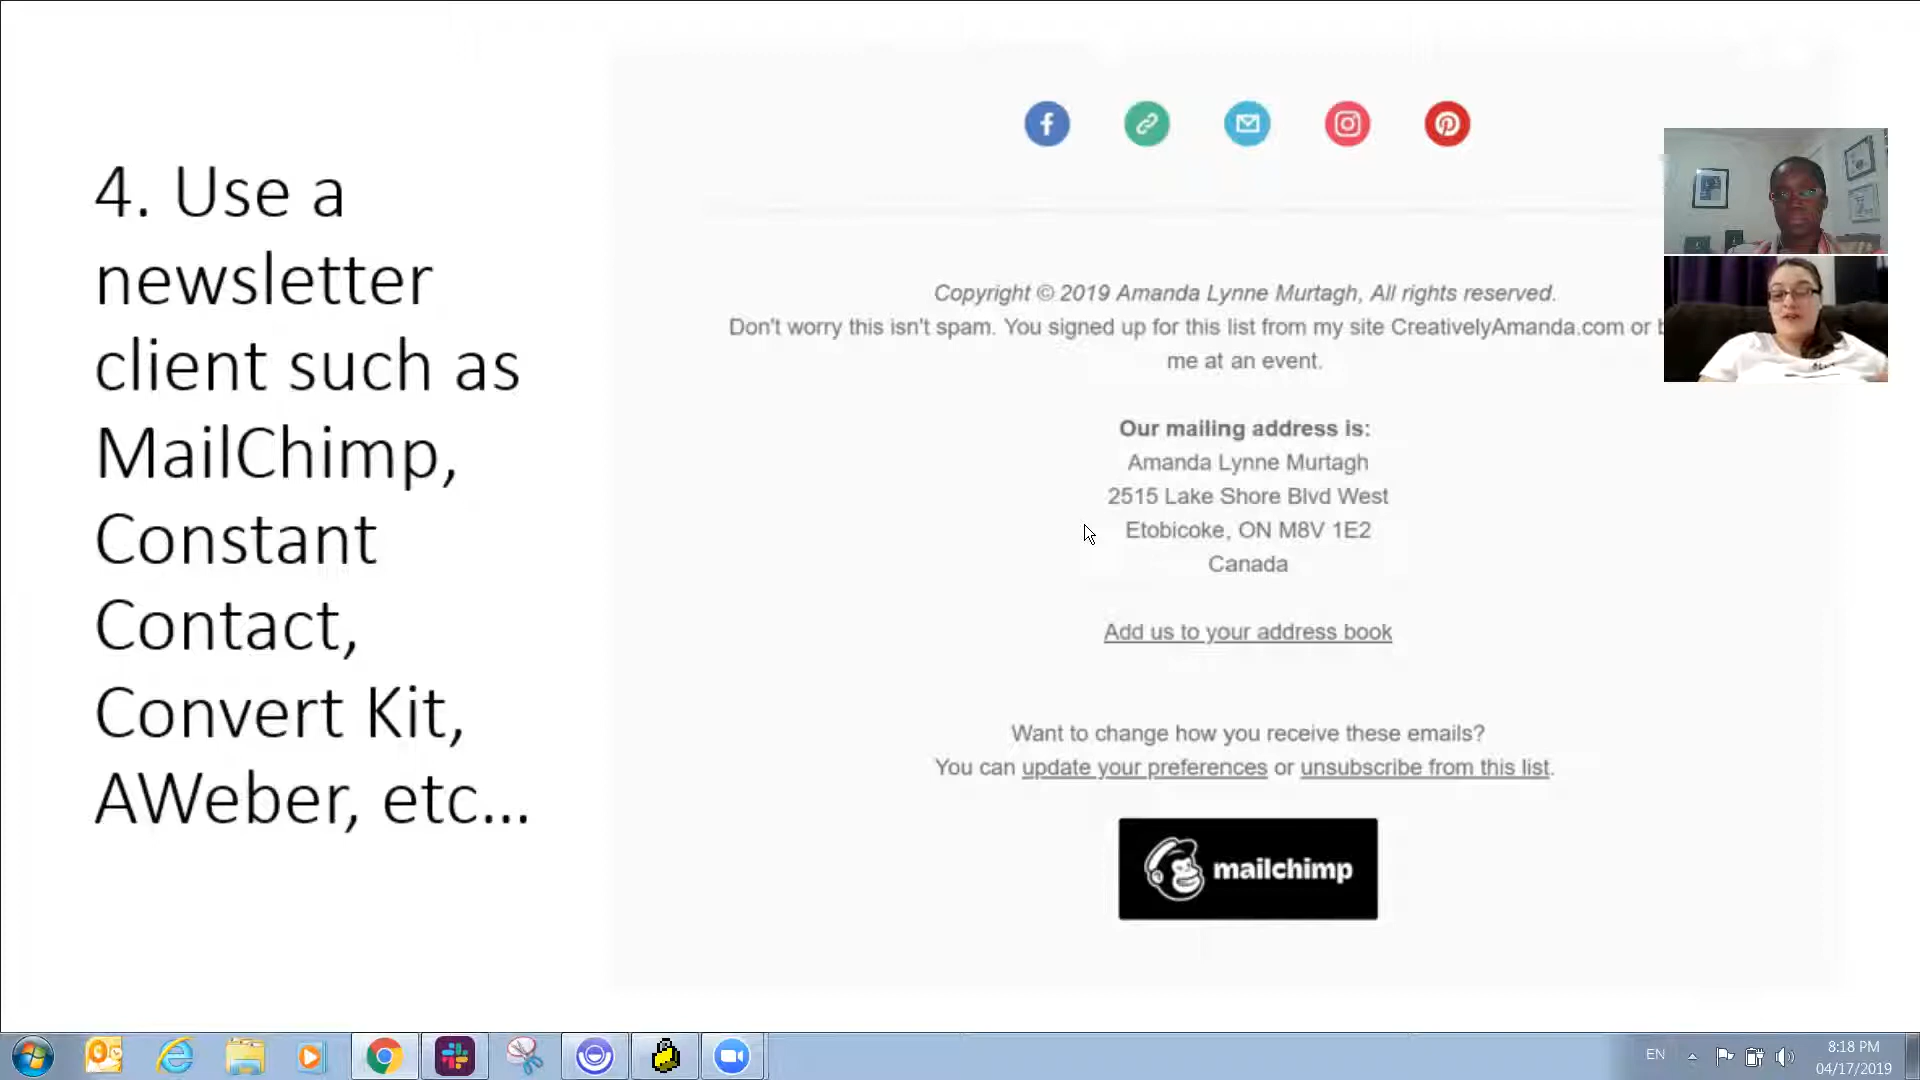 4. Use a
newsletter
client such as
MailChimp,
Constant
Contact,
Convert Kit,
AWeber, etc...
Copyright © 2019 Amanda Lynne Murtagh, All rights reserved.
Don't worry this isn't spam. You signed up for this list from my site CreativelyAmanda.com or
me at an event.
Our mailing address is:
Amanda Lynne Murtagh
2515 Lake Shore Blvd West
Etobicoke, ON M8V 1E2
Canada
Add us to your address book
Want to change how you receive these emails?
You can update your preferences or unsubscribe from this list.
mailchimp
EN
8:18 PM
04/17/2019